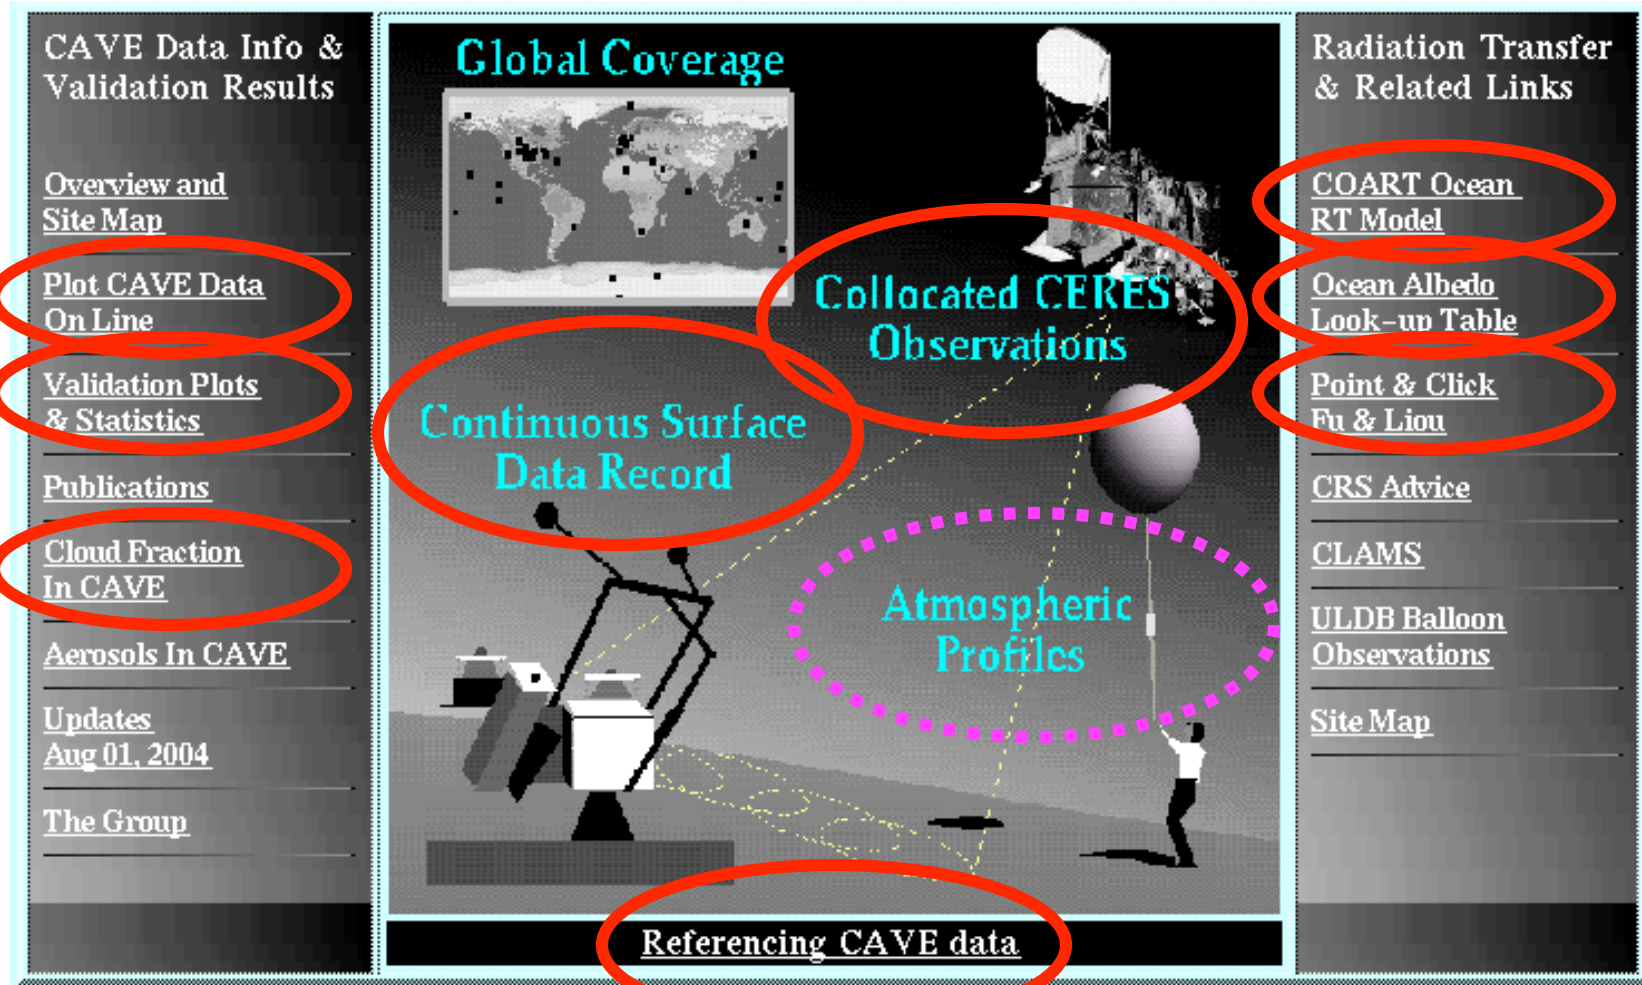 CAVE Data Info &
Validation Results
Overview and
Site Map
Plot CAVE Data
On Line
Validation Plots
& Statistics
Publications
Cloud Fraction
In CAVE
Aerosols In CAVE
Updates
Aug 01, 2004
The Group
Global Coverage
Collocated CERES
Observations
Continuous Surface
Data Record
Atmospheric
Profiles
Referencing CAVE data
Radiation Transfer
& Related Links
COART Ocean
RT Model
Ocean Albedo
Look-up Table
Point & Click
Fu & Liou
CRS Advice
CLAMS
ULDB Balloon
Observations
Site Map